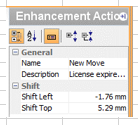 Enhancement Action
General
Name New Move
Description License expire...
Shift
Shift Left -1.76 mm
Shift Top 5.29 mm